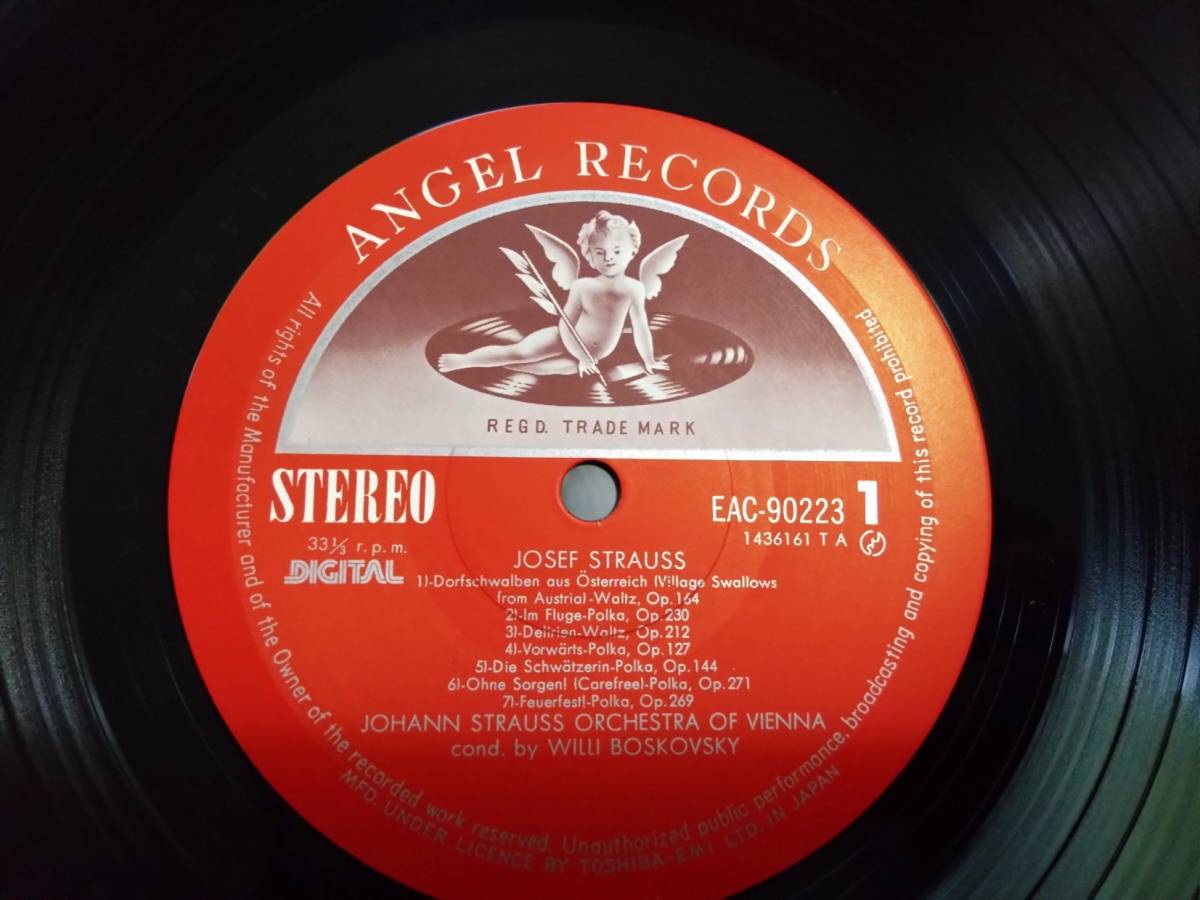 ANGEL RECORDS
REGD. TRADE MARK
STEREO
33⅓ r.p.m.
DIGITAL
EAC-90223 1
1436161 T A
JOSEF STRAUSS
1)-Dorfschwalben aus Österreich (Village Swallows
from Austria)-Waltz, Op.164
2)-Im Fluge-Polka, Op.230
3)-Delirien-Waltz, Op.212
4)-Vorwärts-Polka, Op.127
5)-Die Schwätzerin-Polka, Op.144
6)-Ohne Sorgen! (Carefree)-Polka, Op.271
7)-Feuerfest!-Polka, Op.269
JOHANN STRAUSS ORCHESTRA OF VIENNA
cond. by WILLI BOSKOVSKY
All rights of the Manufacturer and of the Owner of the recorded work reserved. Unauthorized public performance, broadcasting and copying of this record prohibited
MFD. UNDER LICENCE BY TOSHIBA-EMI LTD. IN JAPAN